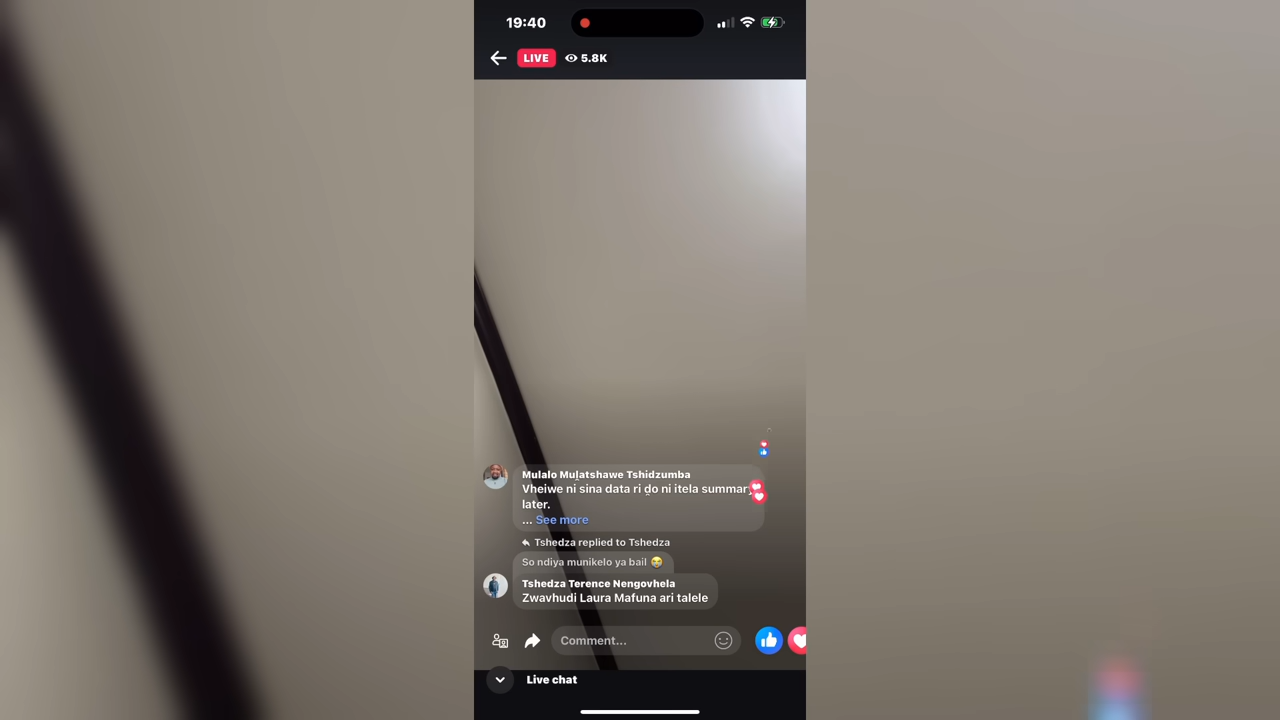 19:40
LIVE 5.8K
Mulalo Muḽatshawe Tshidzumba
Vheiwe ni sina data ri ḓo ni itela summary
later.
... See more
Tshedza replied to Tshedza
So ndiya munikelo ya bail 😂
Tshedza Terence Nengovhela
Zwavhudi Laura Mafuna ari talele
Comment...
Live chat